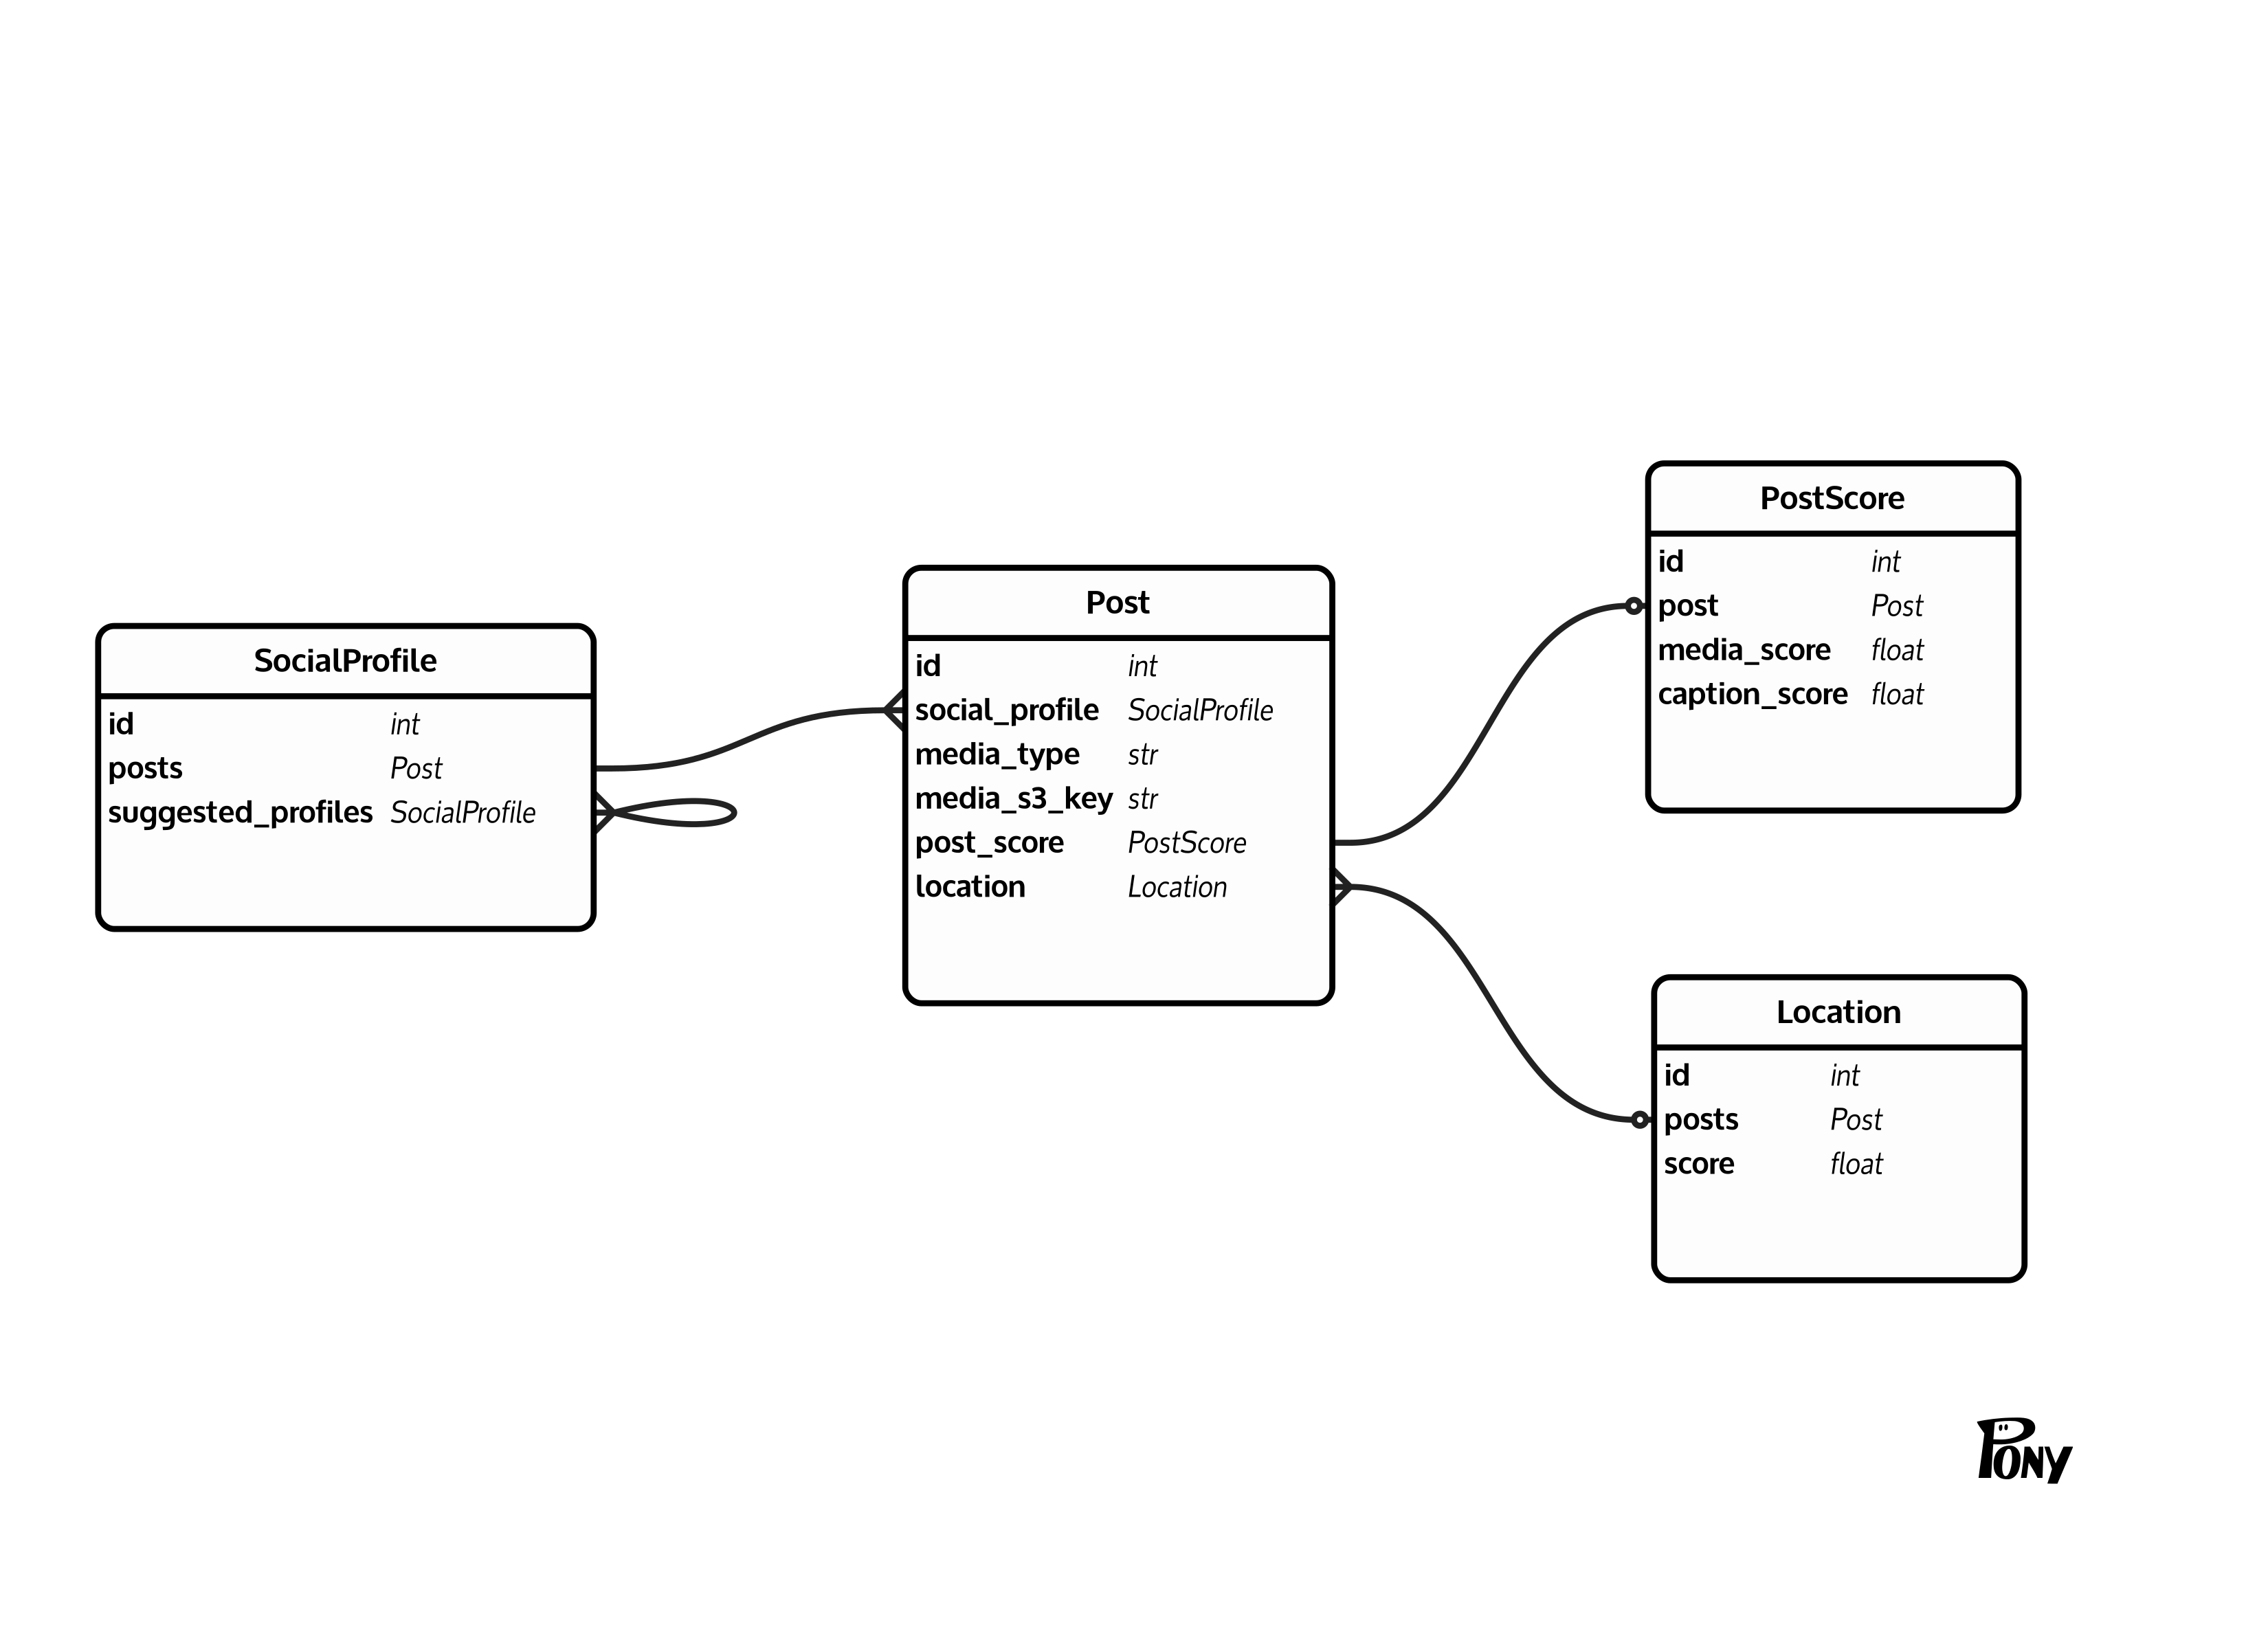 SocialProfile
id int
posts Post
suggested_profiles SocialProfile
Post
id int
social_profile SocialProfile
media_type str
media_s3_key str
post_score PostScore
location Location
PostScore
id int
post Post
media_score float
caption_score float
Location
id int
posts Post
score float
PONY